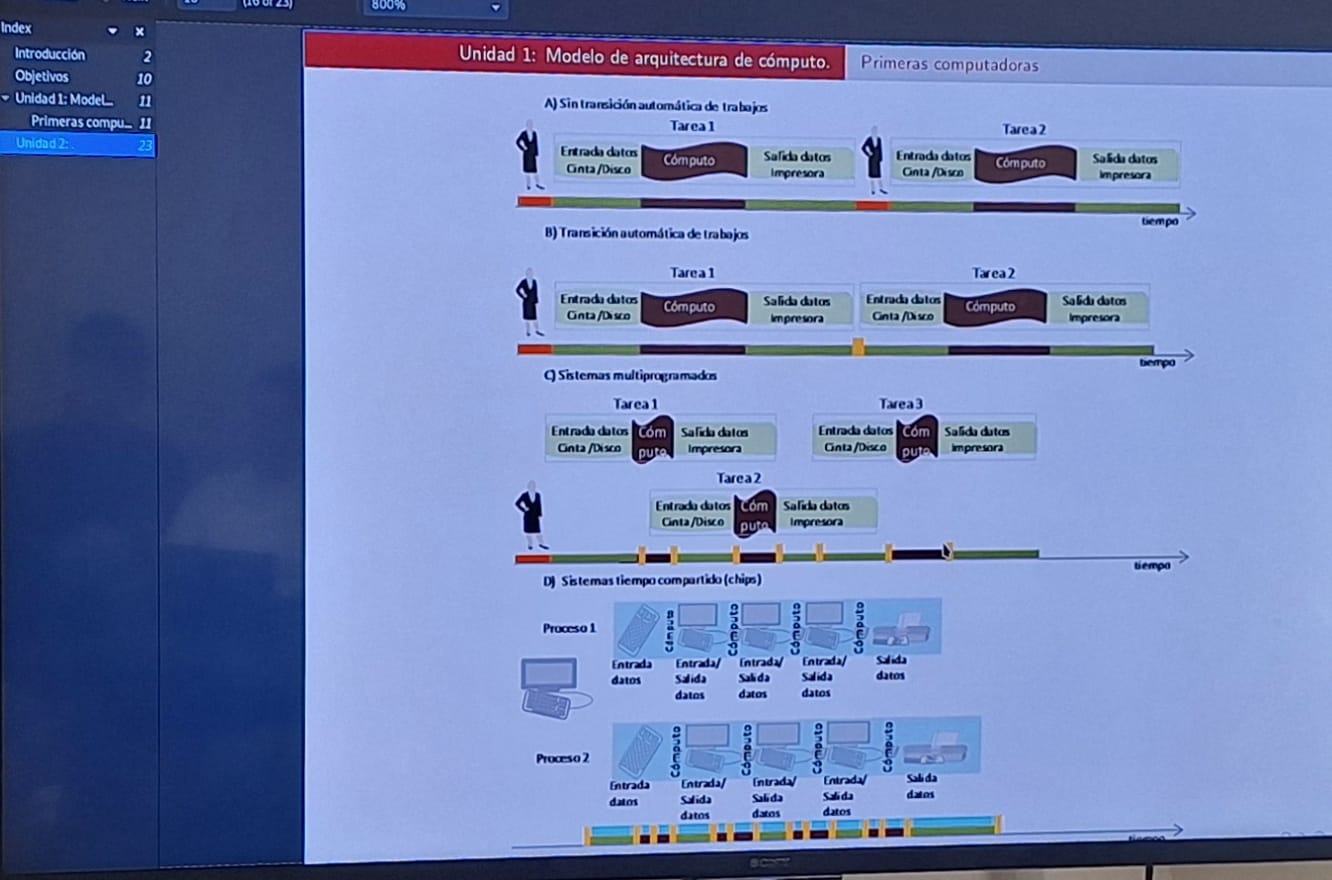 (16 of 23)
800%
Index
Introducción 2
Objetivos 10
Unidad 1: Model... 11
Primeras compu... 11
Unidad 2: . 23
Unidad 1: Modelo de arquitectura de cómputo.
Primeras computadoras
A) Sin transición automática de trabajos
Tarea 1
Tarea 2
Entrada datos
Cinta /Disco
Cómputo
Salida datos
Impresora
Entrada datos
Cinta /Disco
Cómputo
Salida datos
Impresora
tiempo
B) Transición automática de trabajos
Tarea 1
Tarea 2
Entrada datos
Cinta /Disco
Cómputo
Salida datos
Impresora
Entrada datos
Cinta /Disco
Cómputo
Salida datos
Impresora
tiempo
C) Sistemas multiprogramados
Tarea 1
Tarea 3
Entrada datos
Cinta /Disco
Cóm
puto
Salida datos
Impresora
Entrada datos
Cinta /Disco
Cóm
puto
Salida datos
Impresora
Tarea 2
Entrada datos
Cinta /Disco
Cóm
puto
Salida datos
Impresora
tiempo
D) Sistemas tiempo compartido (chips)
Proceso 1
Cómputo
Cómputo
Cómputo
Cómputo
Entrada
datos
Entrada/
Salida
datos
Entrada/
Salida
datos
Entrada/
Salida
datos
Salida
datos
Proceso 2
Cómputo
Cómputo
Cómputo
Cómputo
Entrada
datos
Entrada/
Salida
datos
Entrada/
Salida
datos
Entrada/
Salida
datos
Salida
datos
tiempo
SONY